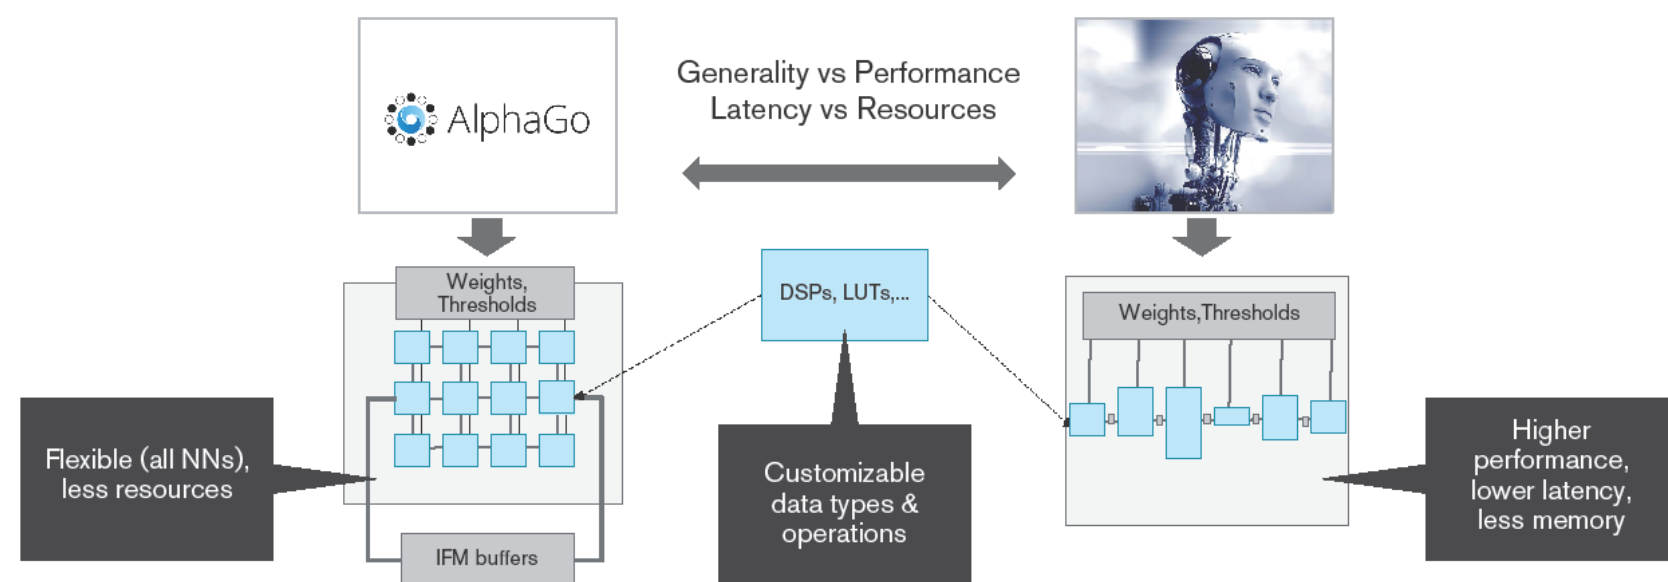 AlphaGo
Generality vs Performance
Latency vs Resources
Weights,
Thresholds
DSPs, LUTs,...
Weights,Thresholds
Flexible (all NNs),
less resources
Customizable
data types &
operations
Higher
performance,
lower latency,
less memory
IFM buffers